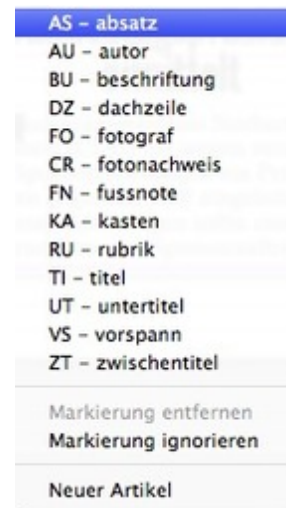 AS – absatz
AU – autor
BU – beschriftung
DZ – dachzeile
FO – fotograf
CR – fotonachweis
FN – fussnote
KA – kasten
RU – rubrik
TI – titel
UT – untertitel
VS – vorspann
ZT – zwischentitel
Markierung entfernen
Markierung ignorieren
Neuer Artikel